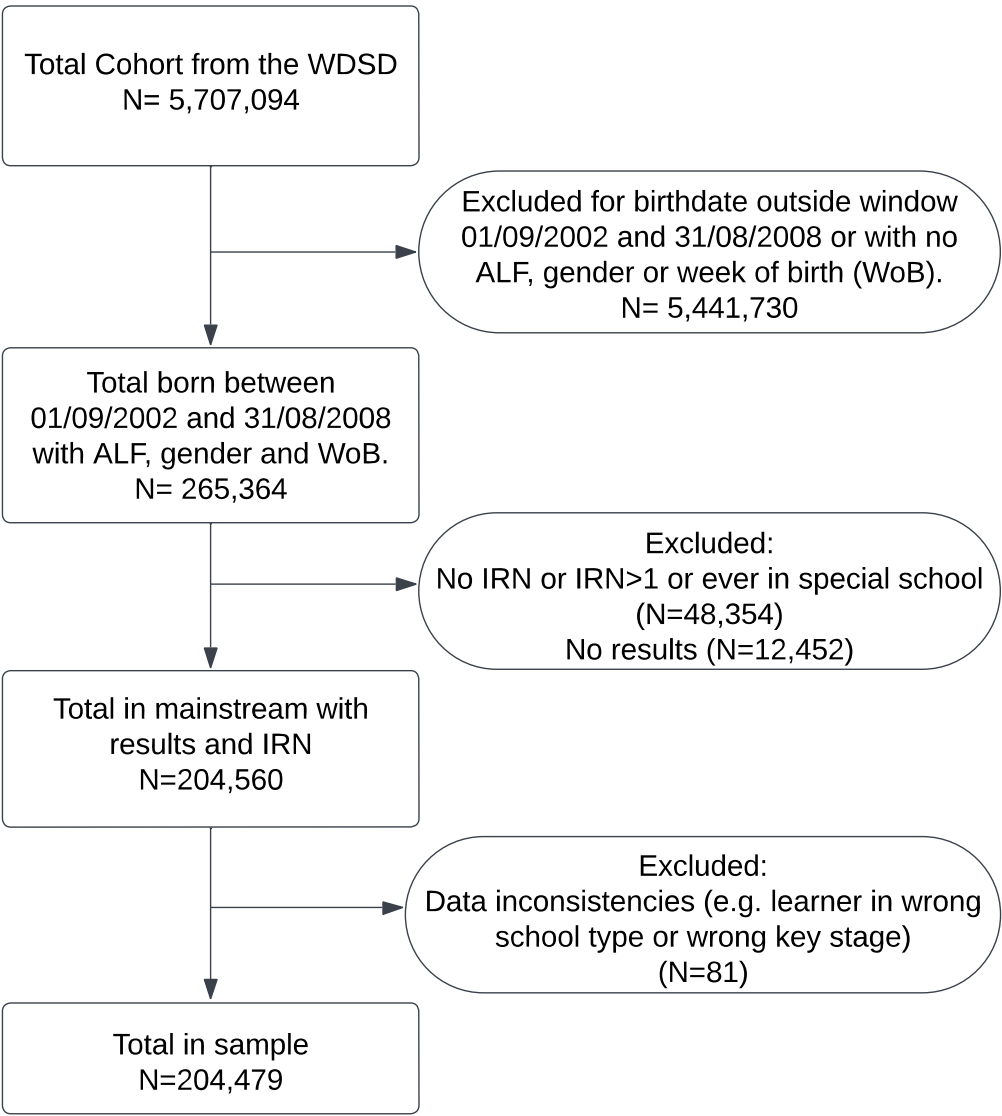 Total Cohort from the WDSD
N= 5,707,094
Excluded for birthdate outside window
01/09/2002 and 31/08/2008 or with no
ALF, gender or week of birth (WoB).
N= 5,441,730
Total born between
01/09/2002 and 31/08/2008
with ALF, gender and WoB.
N= 265,364
Excluded:
No IRN or IRN>1 or ever in special school
(N=48,354)
No results (N=12,452)
Total in mainstream with
results and IRN
N=204,560
Excluded:
Data inconsistencies (e.g. learner in wrong
school type or wrong key stage)
(N=81)
Total in sample
N=204,479